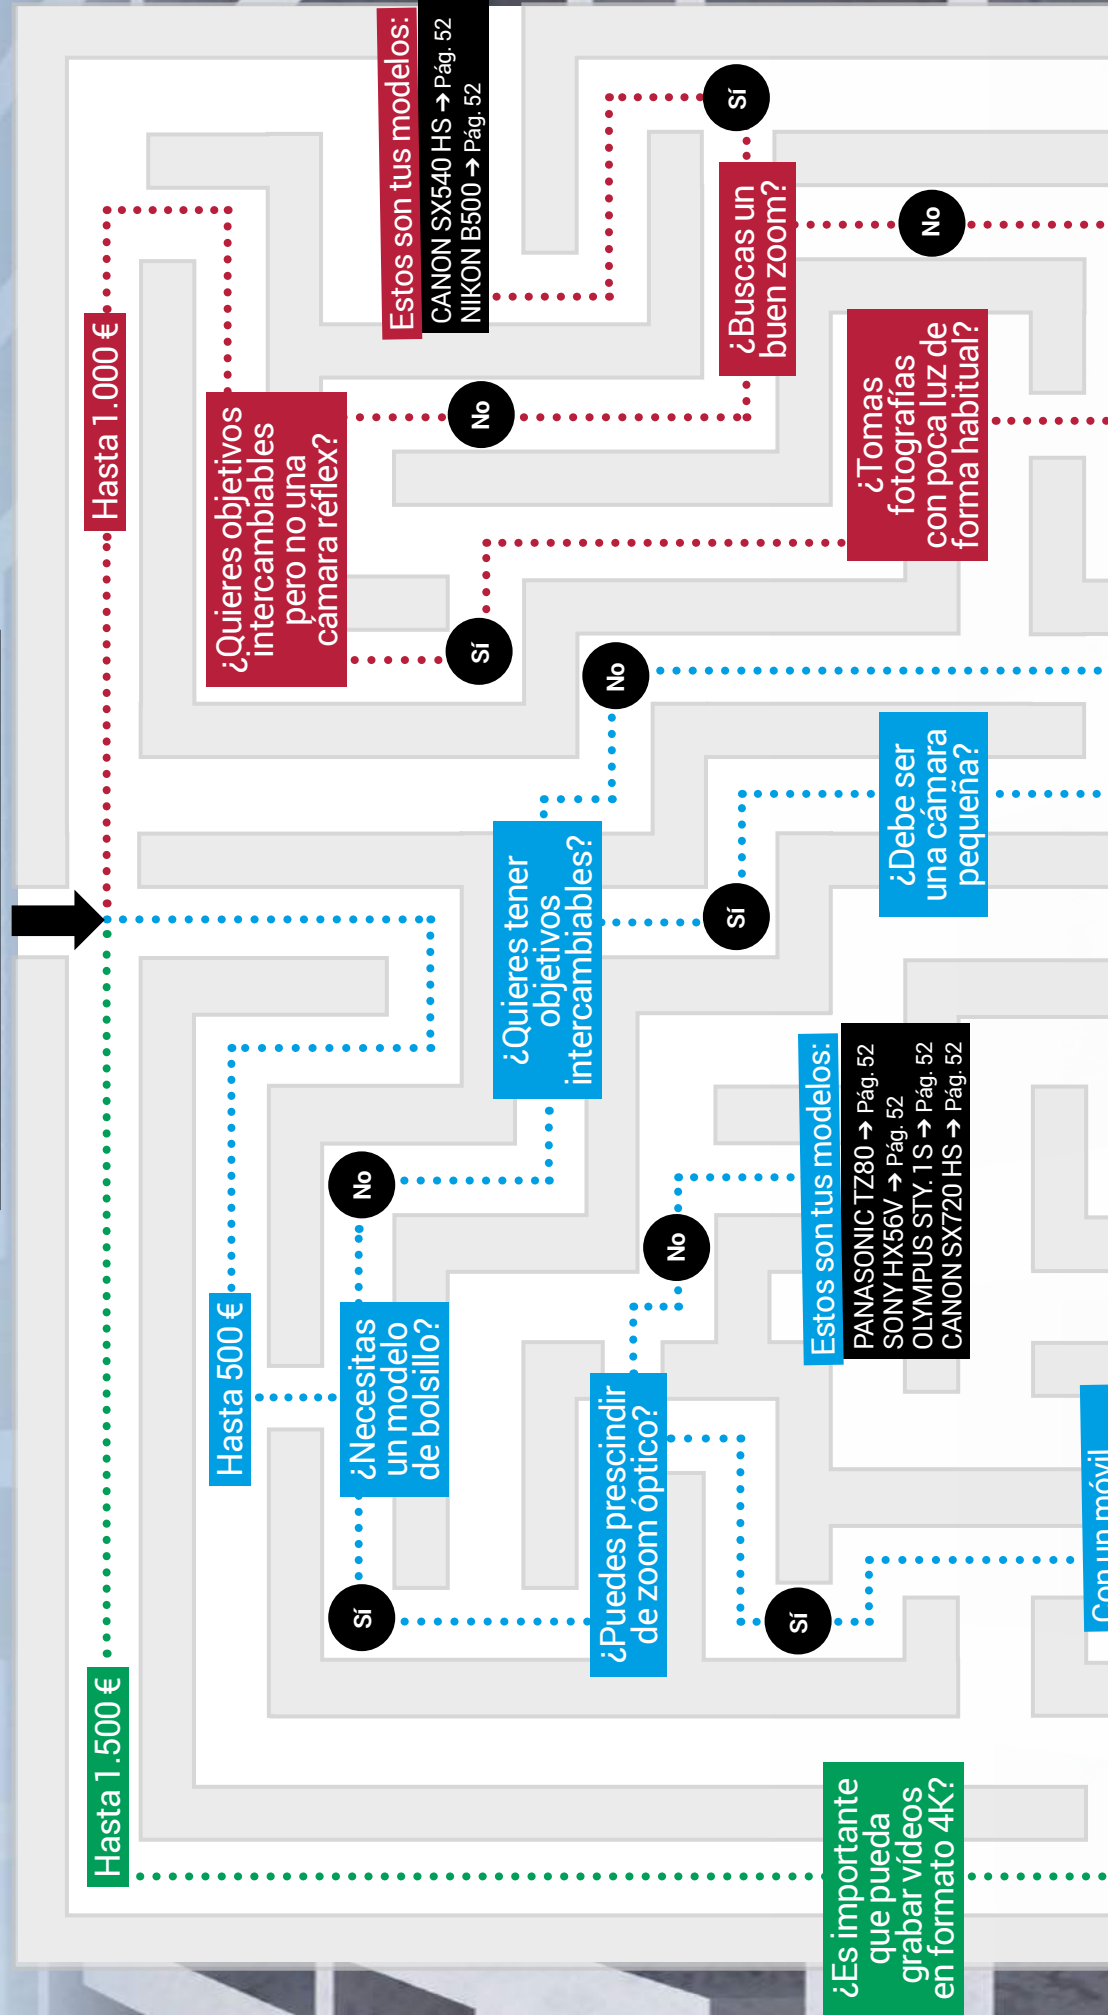 Hasta 1.500 €
Hasta 1.000 €
Hasta 500 €
¿Necesitas
un modelo
de bolsillo?
Sí
No
¿Puedes prescindir
de zoom óptico?
Sí
No
Con un móvil
Estos son tus modelos:
PANASONIC TZ80 → Pág. 52
SONY HX56V → Pág. 52
OLYMPUS STY. 1S → Pág. 52
CANON SX720 HS → Pág. 52
¿Quieres tener
objetivos
intercambiables?
Sí
No
¿Debe ser
una cámara
pequeña?
¿Quieres objetivos
intercambiables
pero no una
cámara réflex?
Sí
No
¿Tomas
fotografías
con poca luz de
forma habitual?
¿Buscas un
buen zoom?
Sí
No
Estos son tus modelos:
CANON SX540 HS → Pág. 52
NIKON B500 → Pág. 52
¿Es importante
que pueda
grabar vídeos
en formato 4K?